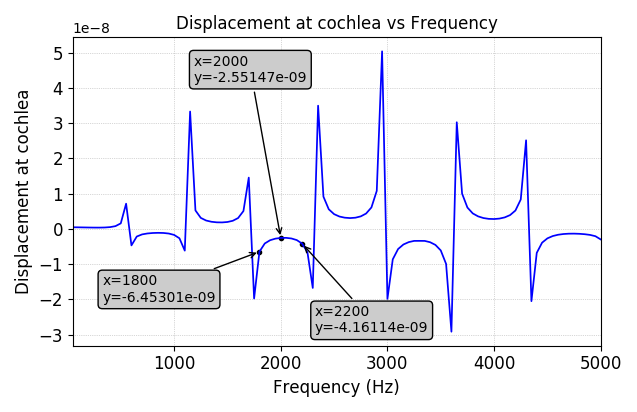 Displacement at cochlea vs Frequency
1e−8
x=2000
y=-2.55147e-09
x=1800
y=-6.45301e-09
x=2200
y=-4.16114e-09
Displacement at cochlea
5
4
3
2
1
0
−1
−2
−3
1000 2000 3000 4000 5000
Frequency (Hz)